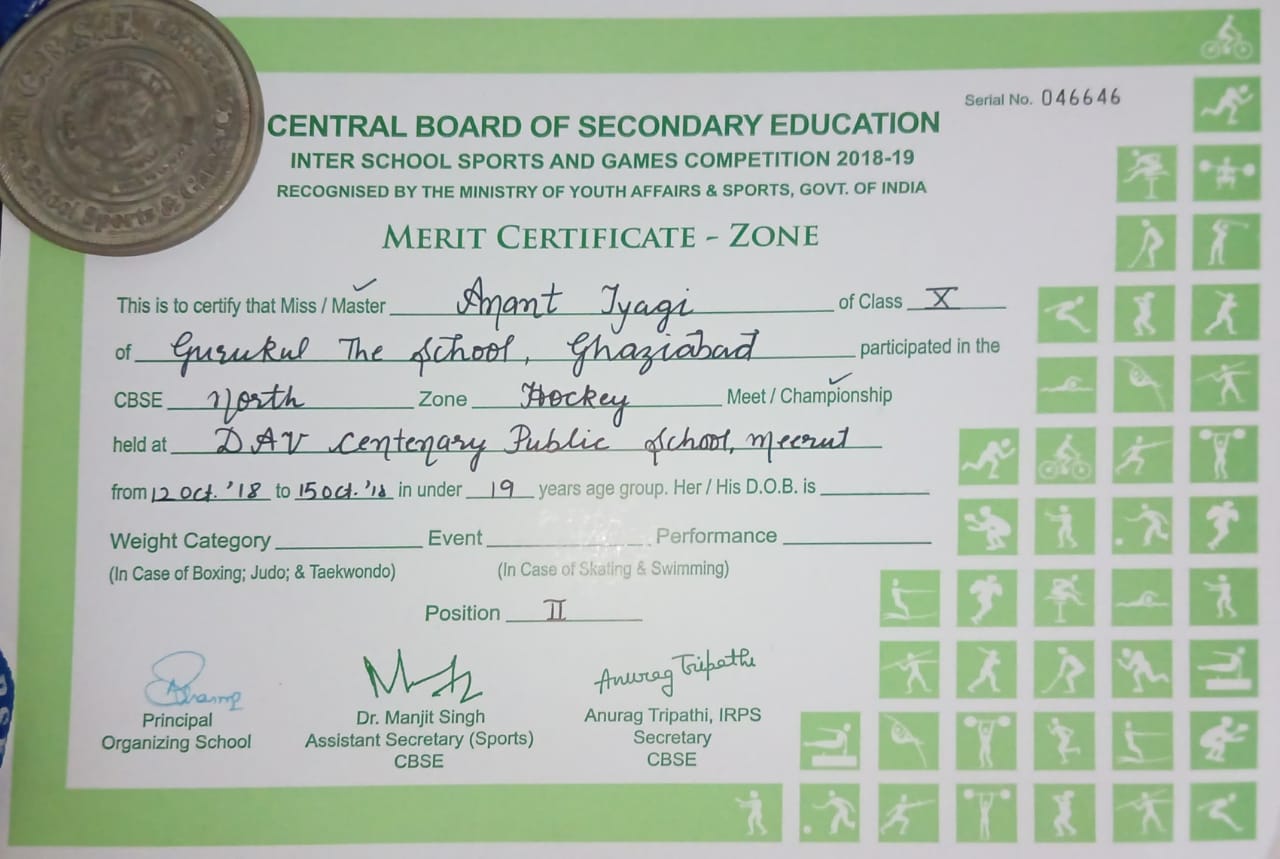 C.B.S.E.
Inter School Sports & Games
Serial No. 046646
CENTRAL BOARD OF SECONDARY EDUCATION
INTER SCHOOL SPORTS AND GAMES COMPETITION 2018-19
RECOGNISED BY THE MINISTRY OF YOUTH AFFAIRS & SPORTS, GOVT. OF INDIA
MERIT CERTIFICATE - ZONE
This is to certify that Miss / Master Anant Tyagi of Class X
of Gurukul The School, Ghaziabad participated in the
CBSE North Zone Hockey Meet / Championship
held at DAV Centenary Public School, Meerut
from 12 Oct. '18 to 15 Oct. '18 in under 19 years age group. Her / His D.O.B. is
Weight Category Event Performance
(In Case of Boxing; Judo; & Taekwondo) (In Case of Skating & Swimming)
Position II
Anurag Tripathi
Principal Dr. Manjit Singh Anurag Tripathi, IRPS
Organizing School Assistant Secretary (Sports) Secretary
CBSE CBSE